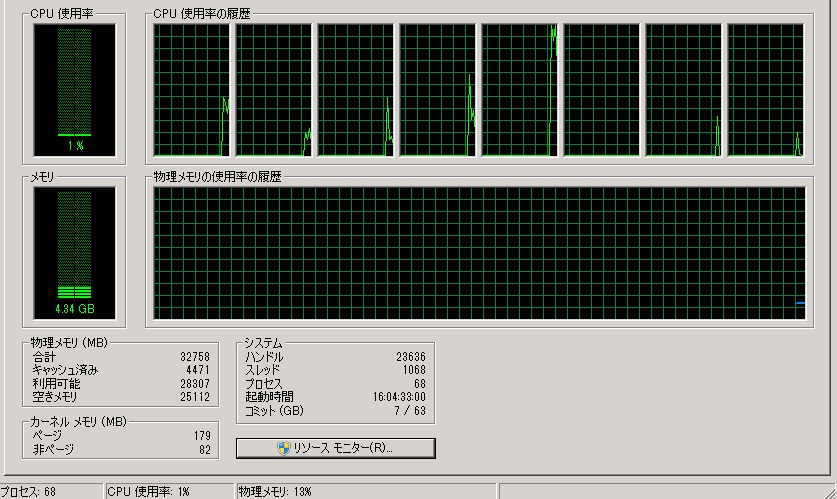 CPU 使用率
CPU 使用率の履歴
1 %
メモリ
物理メモリの使用率の履歴
4.34 GB
物理メモリ (MB)
合計 32758
キャッシュ済み 4471
利用可能 28307
空きメモリ 25112
カーネル メモリ (MB)
ページ 179
非ページ 82
システム
ハンドル 23636
スレッド 1068
プロセス 68
起動時間 16:04:33:00
コミット (GB) 7 / 63
リソース モニター(R)...
プロセス: 68 CPU 使用率: 1% 物理メモリ: 13%